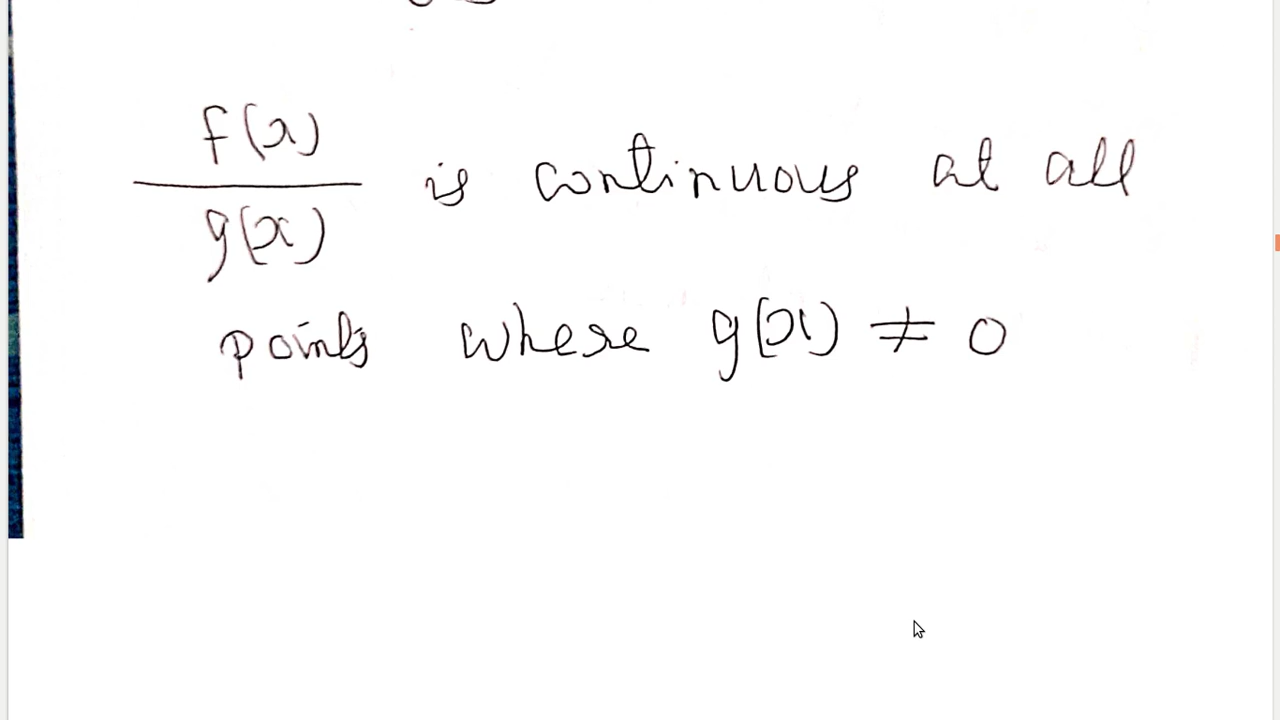 f(x)
g(x)
is continuous at all
points where g(x) ≠ 0